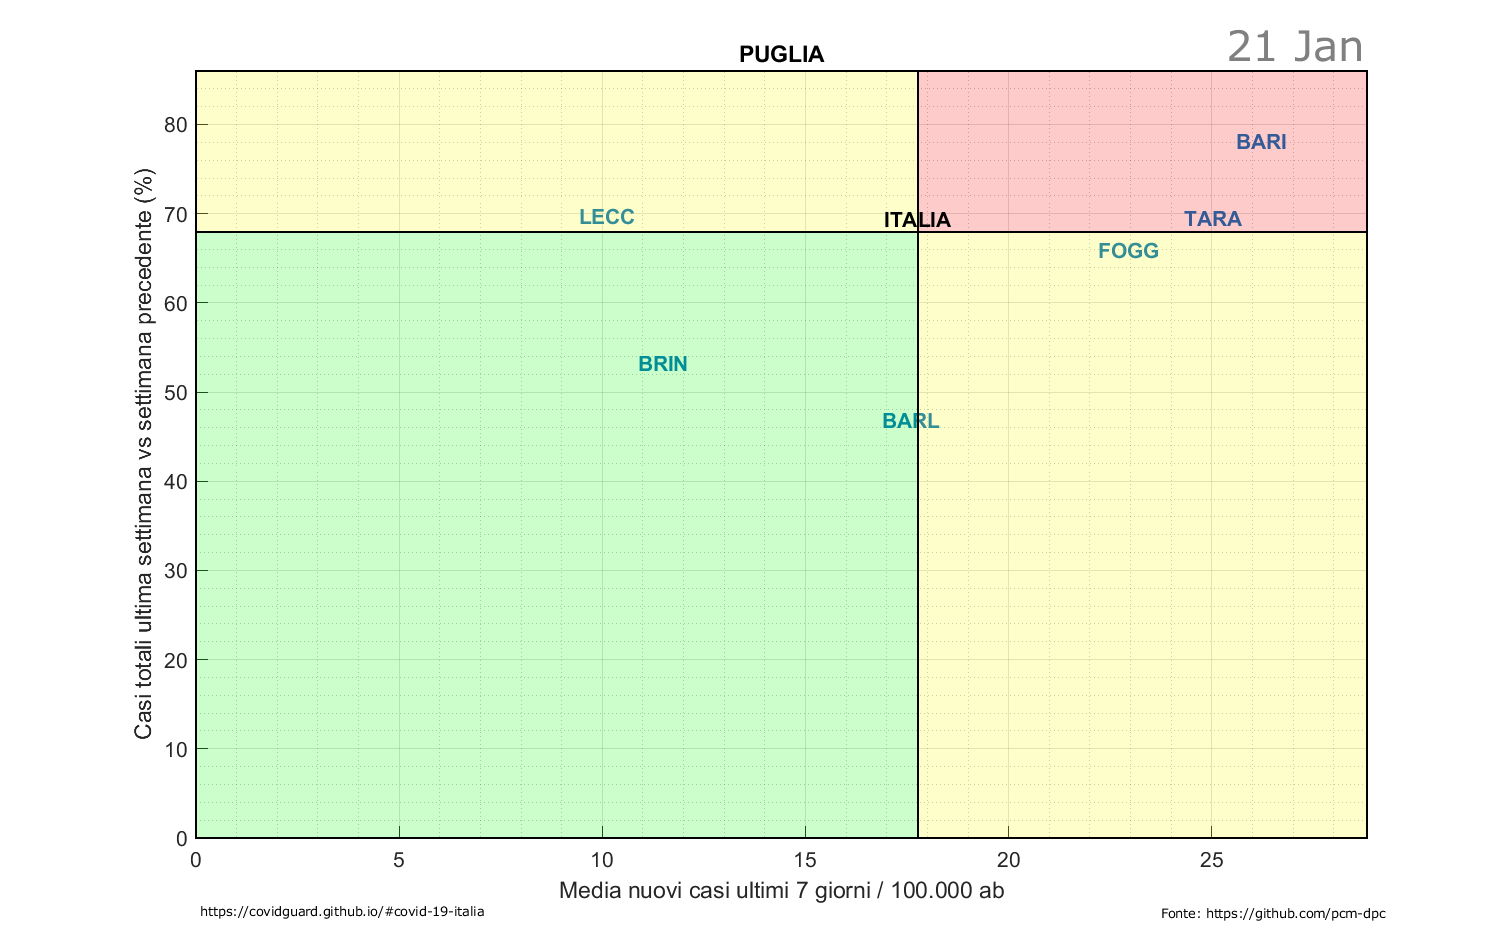 21 Jan
PUGLIA
Casi totali ultima settimana vs settimana precedente (%)
80
70
60
50
40
30
20
10
0
BARI
LECC
ITALIA
TARA
FOGG
BRIN
BARL
0 5 10 15 20 25
Media nuovi casi ultimi 7 giorni / 100.000 ab
https://covidguard.github.io/#covid-19-italia
Fonte: https://github.com/pcm-dpc